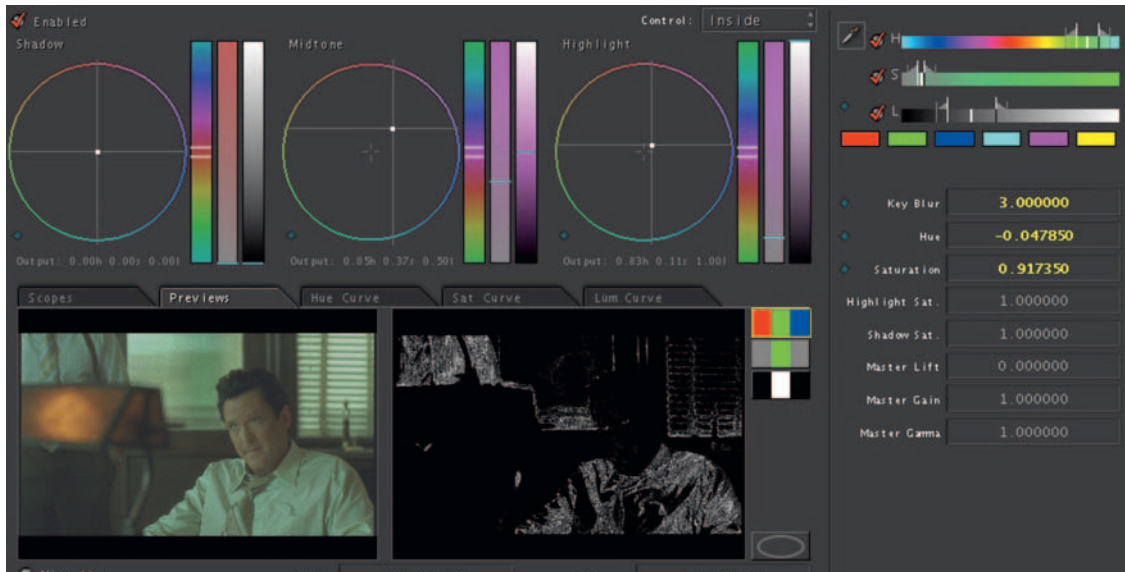 Enabled
Control: Inside
Shadow
Midtone
Highlight
Output: 0.00h 0.00s 0.00l
Output: 0.85h 0.37s 0.50l
Output: 0.83h 0.11s 1.00l
H
S
L
Key Blur 3.000000
Hue -0.047850
Saturation 0.917350
Highlight Sat. 1.000000
Shadow Sat. 1.000000
Master Lift 0.000000
Master Gain 1.000000
Master Gamma 1.000000
Scopes
Previews
Hue Curve
Sat Curve
Lum Curve